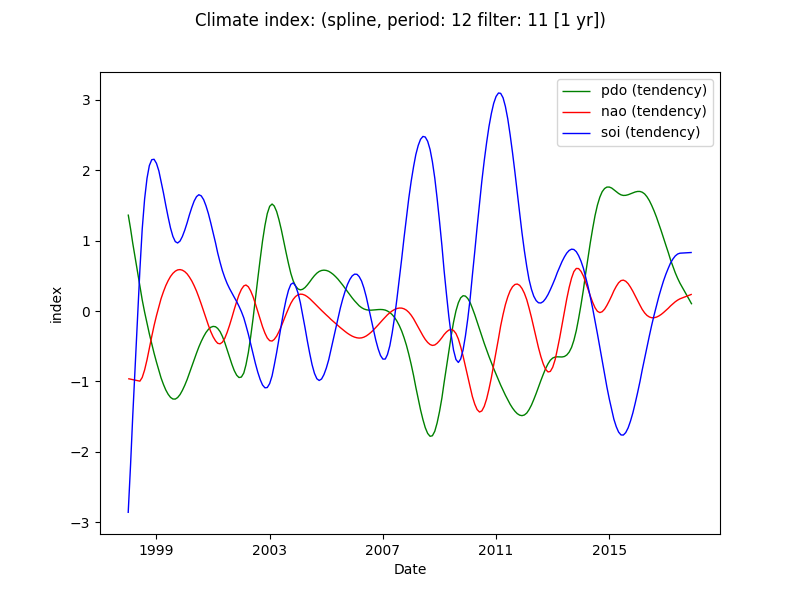 Climate index: (spline, period: 12 filter: 11 [1 yr])
pdo (tendency)
nao (tendency)
soi (tendency)
index
3
2
1
0
−1
−2
−3
1999 2003 2007 2011 2015
Date